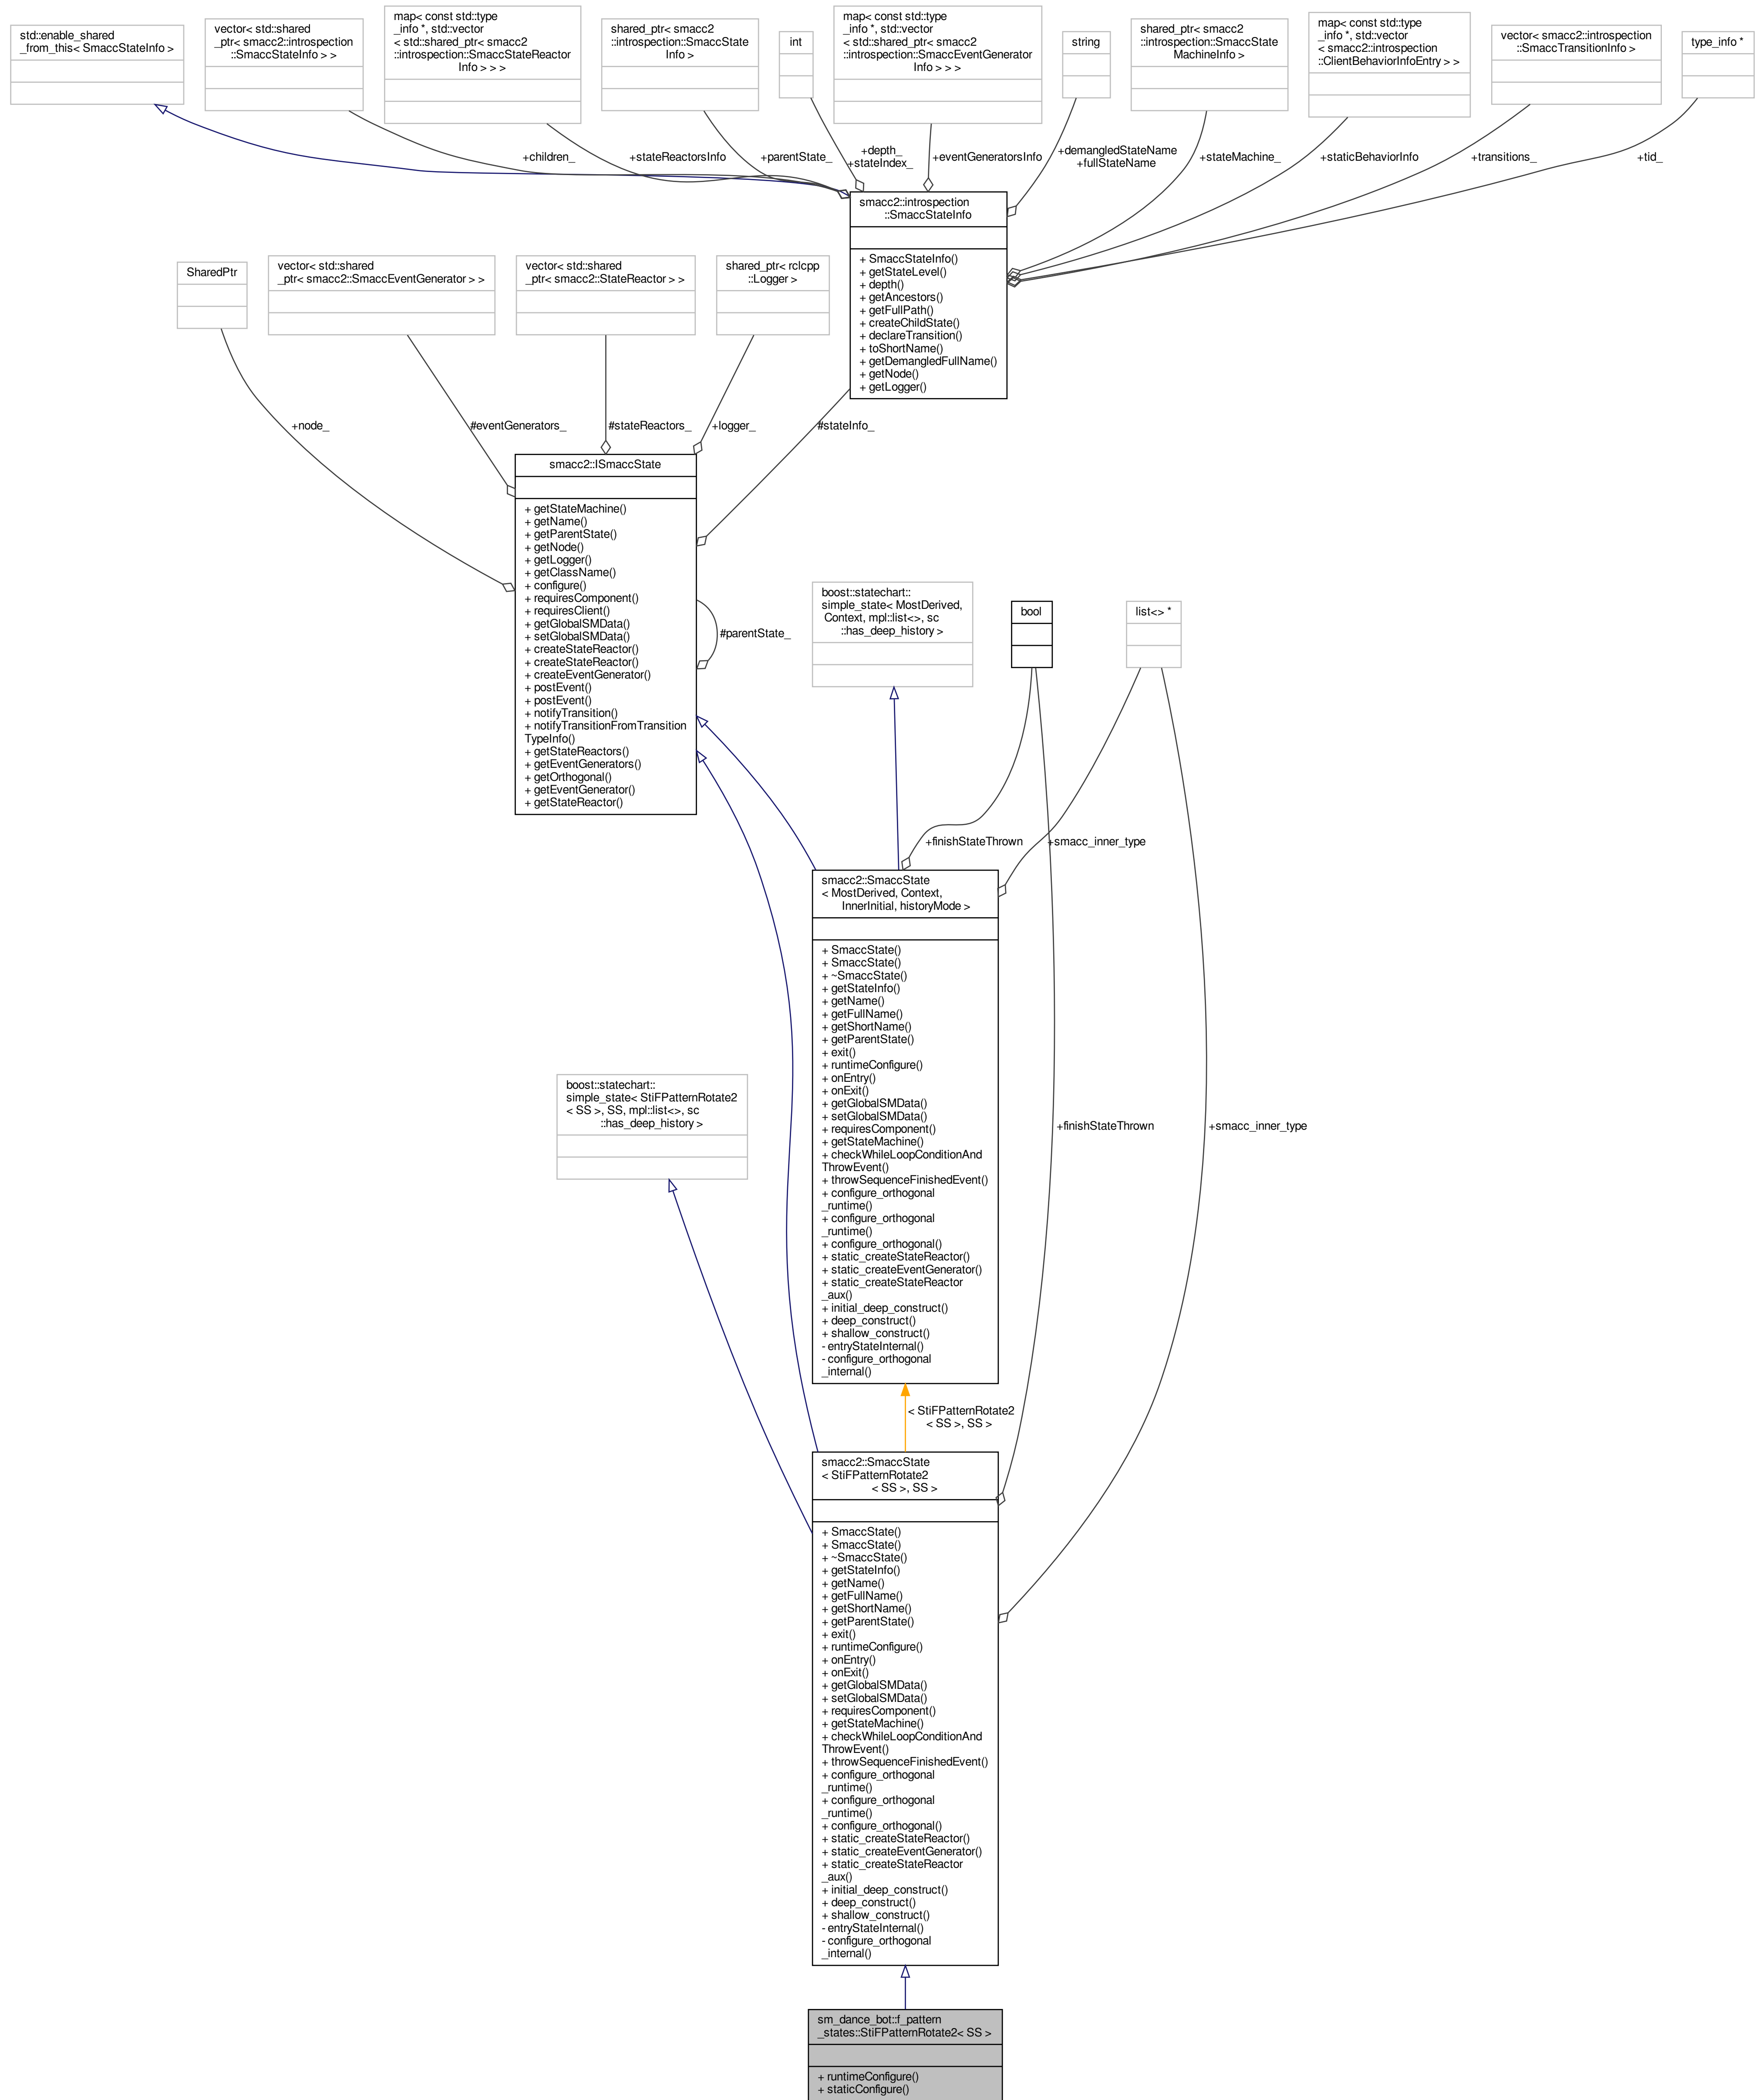 std::enable_shared
_from_this< SmaccStateInfo >
vector< std::shared
_ptr< smacc2::introspection
::SmaccStateInfo > >
map< const std::type
_info *, std::vector
< std::shared_ptr< smacc2
::introspection::SmaccStateReactor
Info > > >
shared_ptr< smacc2
::introspection::SmaccState
Info >
int
map< const std::type
_info *, std::vector
< std::shared_ptr< smacc2
::introspection::SmaccEventGenerator
Info > > >
string
shared_ptr< smacc2
::introspection::SmaccState
MachineInfo >
map< const std::type
_info *, std::vector
< smacc2::introspection
::ClientBehaviorInfoEntry > >
vector< smacc2::introspection
::SmaccTransitionInfo >
type_info *
+children_
+stateReactorsInfo
+parentState_
+depth_
+stateIndex_
+eventGeneratorsInfo
+demangledStateName
+fullStateName
+stateMachine_
+staticBehaviorInfo
+transitions_
+tid_
smacc2::introspection
::SmaccStateInfo
+ SmaccStateInfo()
+ getStateLevel()
+ depth()
+ getAncestors()
+ getFullPath()
+ createChildState()
+ declareTransition()
+ toShortName()
+ getDemangledFullName()
+ getNode()
+ getLogger()
SharedPtr
vector< std::shared
_ptr< smacc2::SmaccEventGenerator > >
vector< std::shared
_ptr< smacc2::StateReactor > >
shared_ptr< rclcpp
::Logger >
+node_
#eventGenerators_
#stateReactors_
+logger_
#stateInfo_
smacc2::ISmaccState
+ getStateMachine()
+ getName()
+ getParentState()
+ getNode()
+ getLogger()
+ getClassName()
+ configure()
+ requiresComponent()
+ requiresClient()
+ getGlobalSMData()
+ setGlobalSMData()
+ createStateReactor()
+ createStateReactor()
+ createEventGenerator()
+ postEvent()
+ postEvent()
+ notifyTransition()
+ notifyTransitionFromTransition
TypeInfo()
+ getStateReactors()
+ getEventGenerators()
+ getOrthogonal()
+ getEventGenerator()
+ getStateReactor()
#parentState_
boost::statechart::
simple_state< MostDerived,
Context, mpl::list<>, sc
::has_deep_history >
bool
list<> *
+finishStateThrown
+smacc_inner_type
smacc2::SmaccState
< MostDerived, Context,
InnerInitial, historyMode >
+ SmaccState()
+ SmaccState()
+ ~SmaccState()
+ getStateInfo()
+ getName()
+ getFullName()
+ getShortName()
+ getParentState()
+ exit()
+ runtimeConfigure()
+ onEntry()
+ onExit()
+ getGlobalSMData()
+ setGlobalSMData()
+ requiresComponent()
+ getStateMachine()
+ checkWhileLoopConditionAnd
ThrowEvent()
+ throwSequenceFinishedEvent()
+ configure_orthogonal
_runtime()
+ configure_orthogonal
_runtime()
+ configure_orthogonal()
+ static_createStateReactor()
+ static_createEventGenerator()
+ static_createStateReactor
_aux()
+ initial_deep_construct()
+ deep_construct()
+ shallow_construct()
- entryStateInternal()
- configure_orthogonal
_internal()
boost::statechart::
simple_state< StiFPatternRotate2
< SS >, SS, mpl::list<>, sc
::has_deep_history >
+finishStateThrown
+smacc_inner_type
< StiFPatternRotate2
< SS >, SS >
smacc2::SmaccState
< StiFPatternRotate2
< SS >, SS >
+ SmaccState()
+ SmaccState()
+ ~SmaccState()
+ getStateInfo()
+ getName()
+ getFullName()
+ getShortName()
+ getParentState()
+ exit()
+ runtimeConfigure()
+ onEntry()
+ onExit()
+ getGlobalSMData()
+ setGlobalSMData()
+ requiresComponent()
+ getStateMachine()
+ checkWhileLoopConditionAnd
ThrowEvent()
+ throwSequenceFinishedEvent()
+ configure_orthogonal
_runtime()
+ configure_orthogonal
_runtime()
+ configure_orthogonal()
+ static_createStateReactor()
+ static_createEventGenerator()
+ static_createStateReactor
_aux()
+ initial_deep_construct()
+ deep_construct()
+ shallow_construct()
- entryStateInternal()
- configure_orthogonal
_internal()
sm_dance_bot::f_pattern
_states::StiFPatternRotate2< SS >
+ runtimeConfigure()
+ staticConfigure()